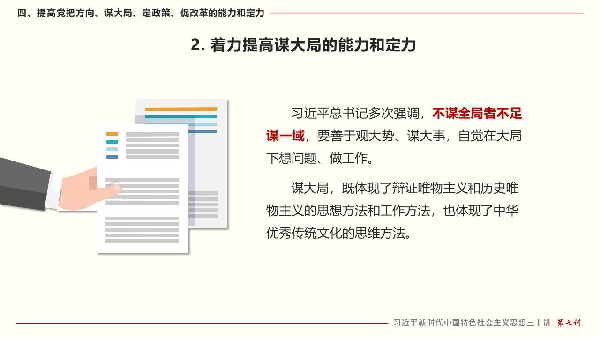 四、提高党把方向、谋大局、定政策、促改革的能力和定力
2. 着力提高谋大局的能力和定力
习近平总书记多次强调，不谋全局者不足
谋一域，要善于观大势、谋大事，自觉在大局
下想问题、做工作。
谋大局，既体现了辩证唯物主义和历史唯
物主义的思想方法和工作方法，也体现了中华
优秀传统文化的思维方法。
习近平新时代中国特色社会主义思想三十讲 第七讲